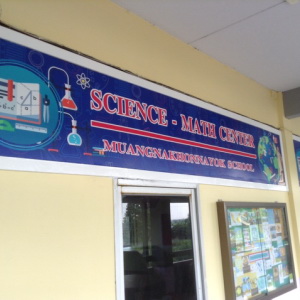 SCIENCE - MATH CENTER
MUANGNAKHONNAYOK SCHOOL